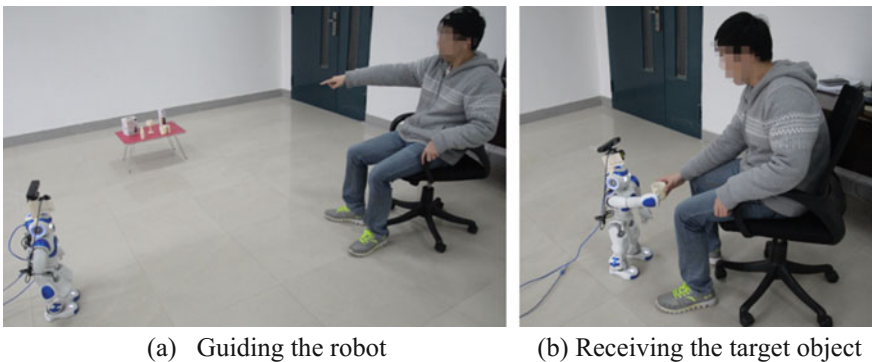 (a) Guiding the robot
(b) Receiving the target object